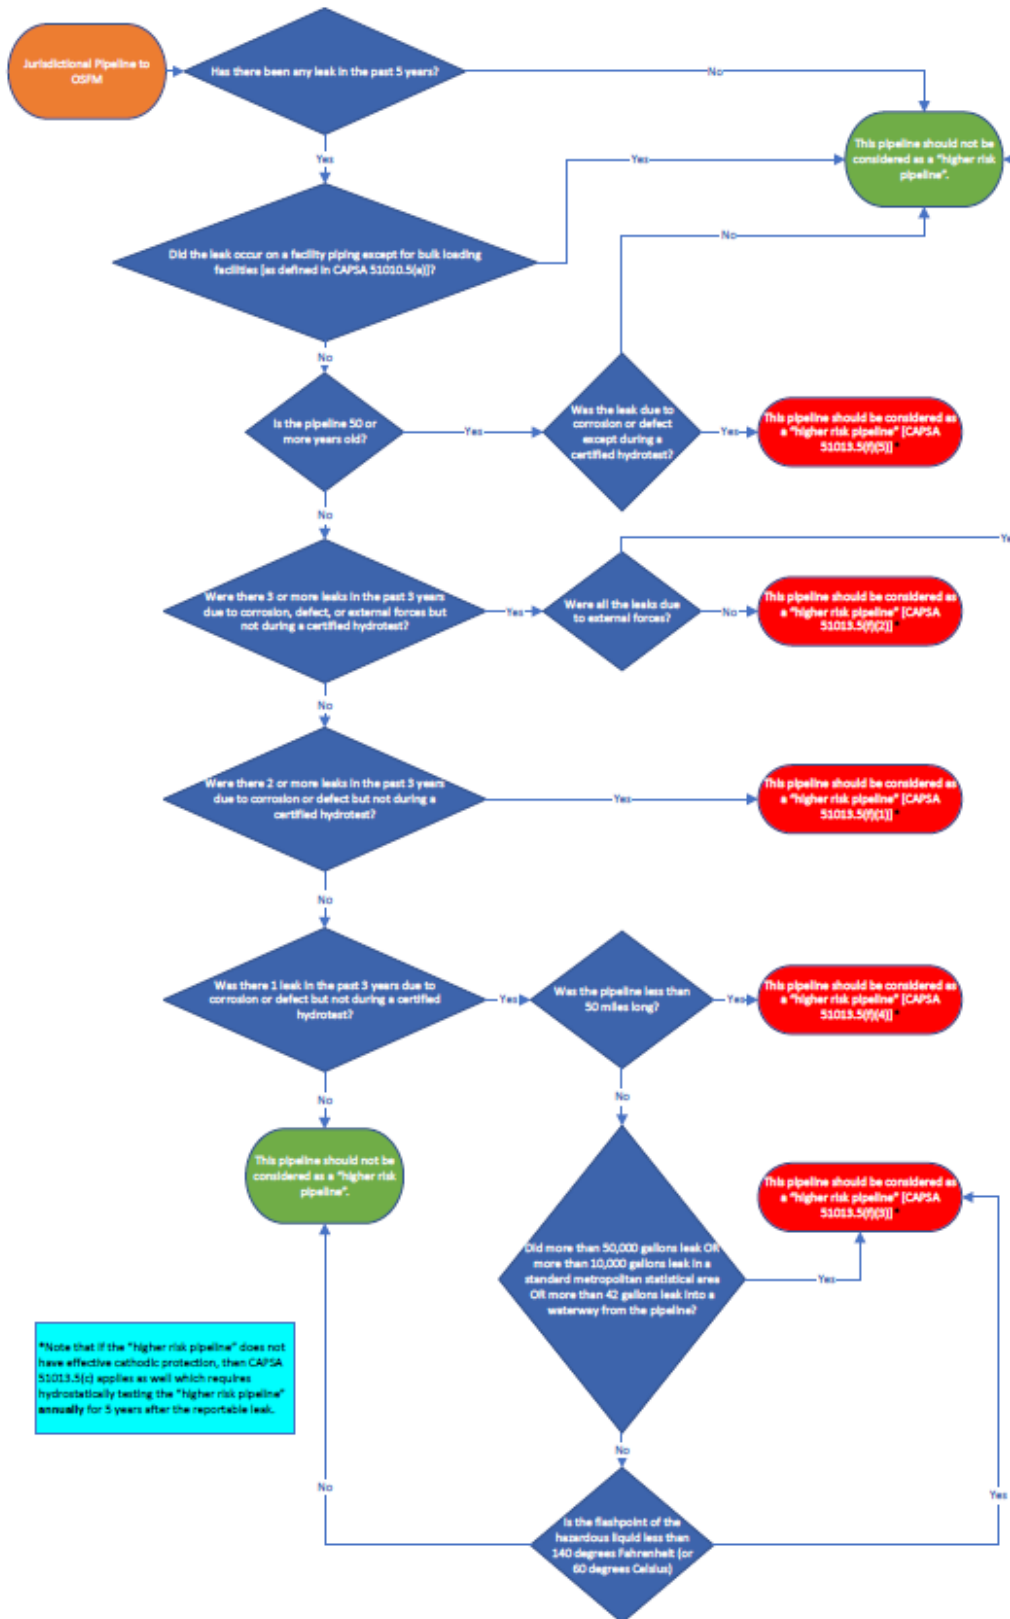 Jurisdictional Pipeline to
OSFM
Has there been any leak in the past 5 years?
No
This pipeline should not be
considered as a "higher risk
pipeline".
Yes
Yes
Did the leak occur on a facility piping except for bulk loading
facilities [as defined in CAPSA 51010.5(a)]?
No
No
Is the pipeline 50 or
more years old?
Yes
Was the leak due to
corrosion or defect
except during a
certified hydrotest?
Yes
This pipeline should be considered as
a "higher risk pipeline" [CAPSA
51013.5(f)(5)] *
No
Ye
Were there 3 or more leaks in the past 3 years
due to corrosion, defect, or external forces but
not during a certified hydrotest?
Yes
Were all the leaks due
to external forces?
No
This pipeline should be considered as
a "higher risk pipeline" [CAPSA
51013.5(f)(2)] *
No
Were there 2 or more leaks in the past 3 years
due to corrosion or defect but not during a
certified hydrotest?
Yes
This pipeline should be considered as
a "higher risk pipeline" [CAPSA
51013.5(f)(1)] *
No
Was there 1 leak in the past 3 years due to
corrosion or defect but not during a certified
hydrotest?
Yes
Was the pipeline less than
50 miles long?
Yes
This pipeline should be considered as
a "higher risk pipeline" [CAPSA
51013.5(f)(4)] *
No
No
This pipeline should not be
considered as a "higher risk
pipeline".
This pipeline should be considered as
a "higher risk pipeline" [CAPSA
51013.5(f)(3)] *
Did more than 50,000 gallons leak OR
more than 10,000 gallons leak in a
standard metropolitan statistical area
OR more than 42 gallons leak into a
waterway from the pipeline?
Yes
*Note that if the "higher risk pipeline" does not
have effective cathodic protection, then CAPSA
51013.5(c) applies as well which requires
hydrostatically testing the "higher risk pipeline"
annually for 5 years after the reportable leak.
No
No
Yes
Is the flashpoint of the
hazardous liquid less than
140 degrees Fahrenheit (or
60 degrees Celsius)